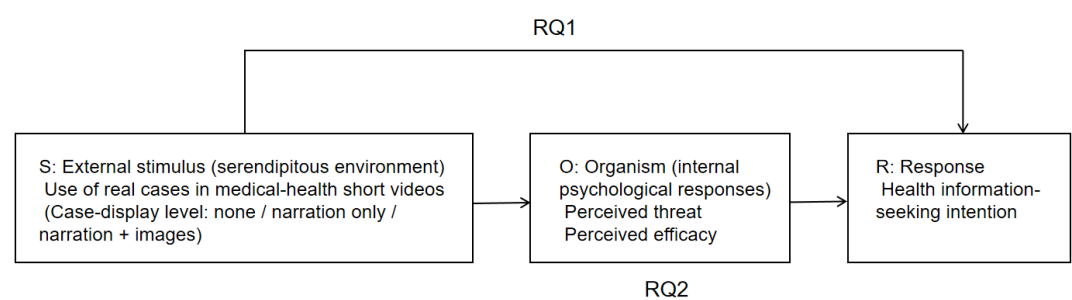 RQ1
S: External stimulus (serendipitous environment)
Use of real cases in medical-health short videos
(Case-display level: none / narration only /
narration + images)
O: Organism (internal
psychological responses)
Perceived threat
Perceived efficacy
R: Response
Health information-
seeking intention
RQ2